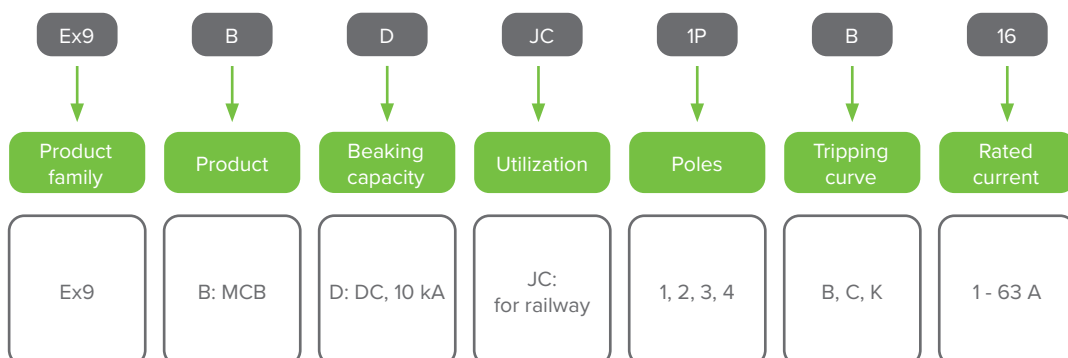 Ex9
B
D
JC
1P
B
16
Product
family
Product
Beaking
capacity
Utilization
Poles
Tripping
curve
Rated
current
Ex9
B: MCB
D: DC, 10 kA
JC:
for railway
1, 2, 3, 4
B, C, K
1 - 63 A